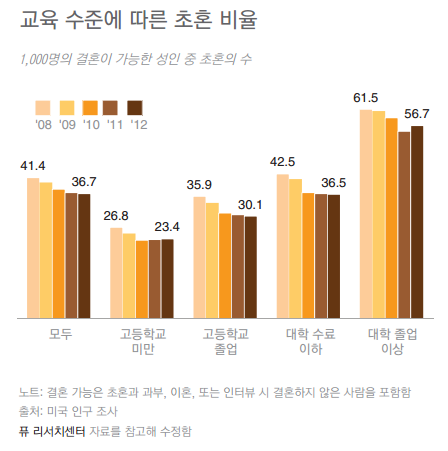 교육 수준에 따른 초혼 비율
1,000명의 결혼이 가능한 성인 중 초혼의 수
'08 '09 '10 '11 '12
41.4 36.7
26.8 23.4
35.9 30.1
42.5 36.5
61.5 56.7
모두
고등학교
미만
고등학교
졸업
대학 수료
이하
대학 졸업
이상
노트: 결혼 가능은 초혼과 과부, 이혼, 또는 인터뷰 시 결혼하지 않은 사람을 포함함
출처: 미국 인구 조사
퓨 리서치센터 자료를 참고해 수정함